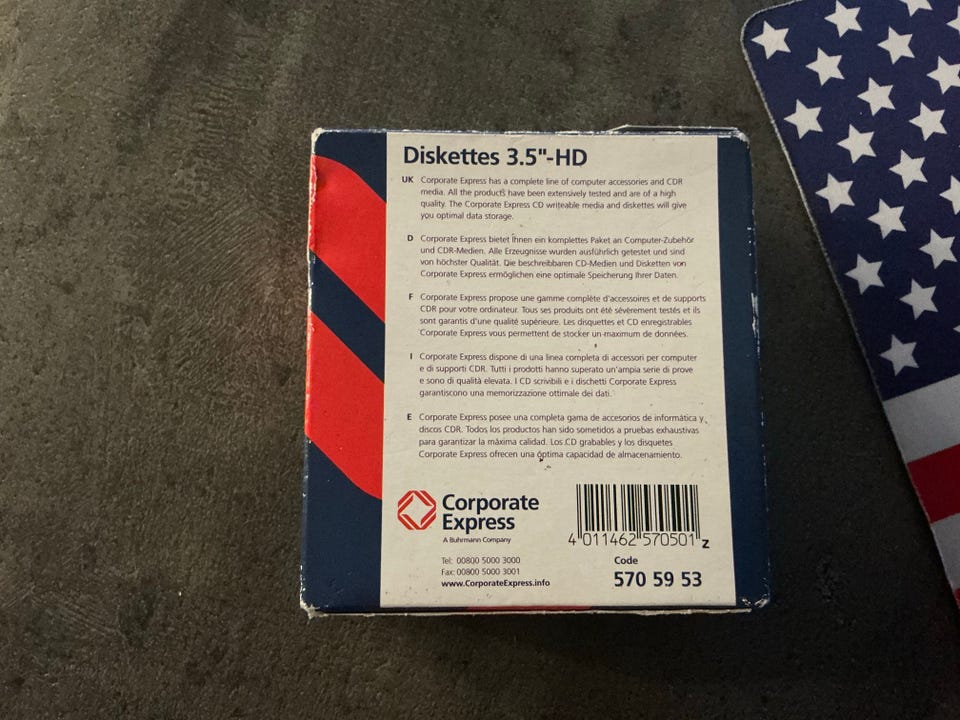 Diskettes 3.5"-HD
UK Corporate Express has a complete line of computer accessories and CDR
media. All the products have been extensively tested and are of a high
quality. The Corporate Express CD writeable media and diskettes will give
you optimal data storage.
D Corporate Express bietet Ihnen ein komplettes Paket an Computer-Zubehör
und CDR-Medien. Alle Erzeugnisse wurden ausführlich getestet und sind
von höchster Qualität. Die beschreibbaren CD-Medien und Disketten von
Corporate Express ermöglichen eine optimale Speicherung Ihrer Daten.
F Corporate Express propose une gamme complète d'accessoires et de supports
CDR pour votre ordinateur. Tous ses produits ont été sévèrement testés et ils
sont garantis d'une qualité supérieure. Les disquettes et CD enregistrables
Corporate Express vous permettent de stocker un maximum de données.
I Corporate Express dispone di una linea completa di accessori per computer
e di supporti CDR. Tutti i prodotti hanno superato un'ampia serie di prove
e sono di qualità elevata. I CD scrivibili e i dischetti Corporate Express
garantiscono una memorizzazione ottimale dei dati.
E Corporate Express posee una completa gama de accesorios de informática y
discos CDR. Todos los productos han sido sometidos a pruebas exhaustivas
para garantizar la màxima calidad. Los CD grabables y los disquetes
Corporate Express ofrecen una óptima capacidad de almacenamiento.
Corporate
Express
A Buhrmann Company
Tel: 00800 5000 3000
Fax: 00800 5000 3001
www.CorporateExpress.info
4 011462 570501 z
Code
570 59 53